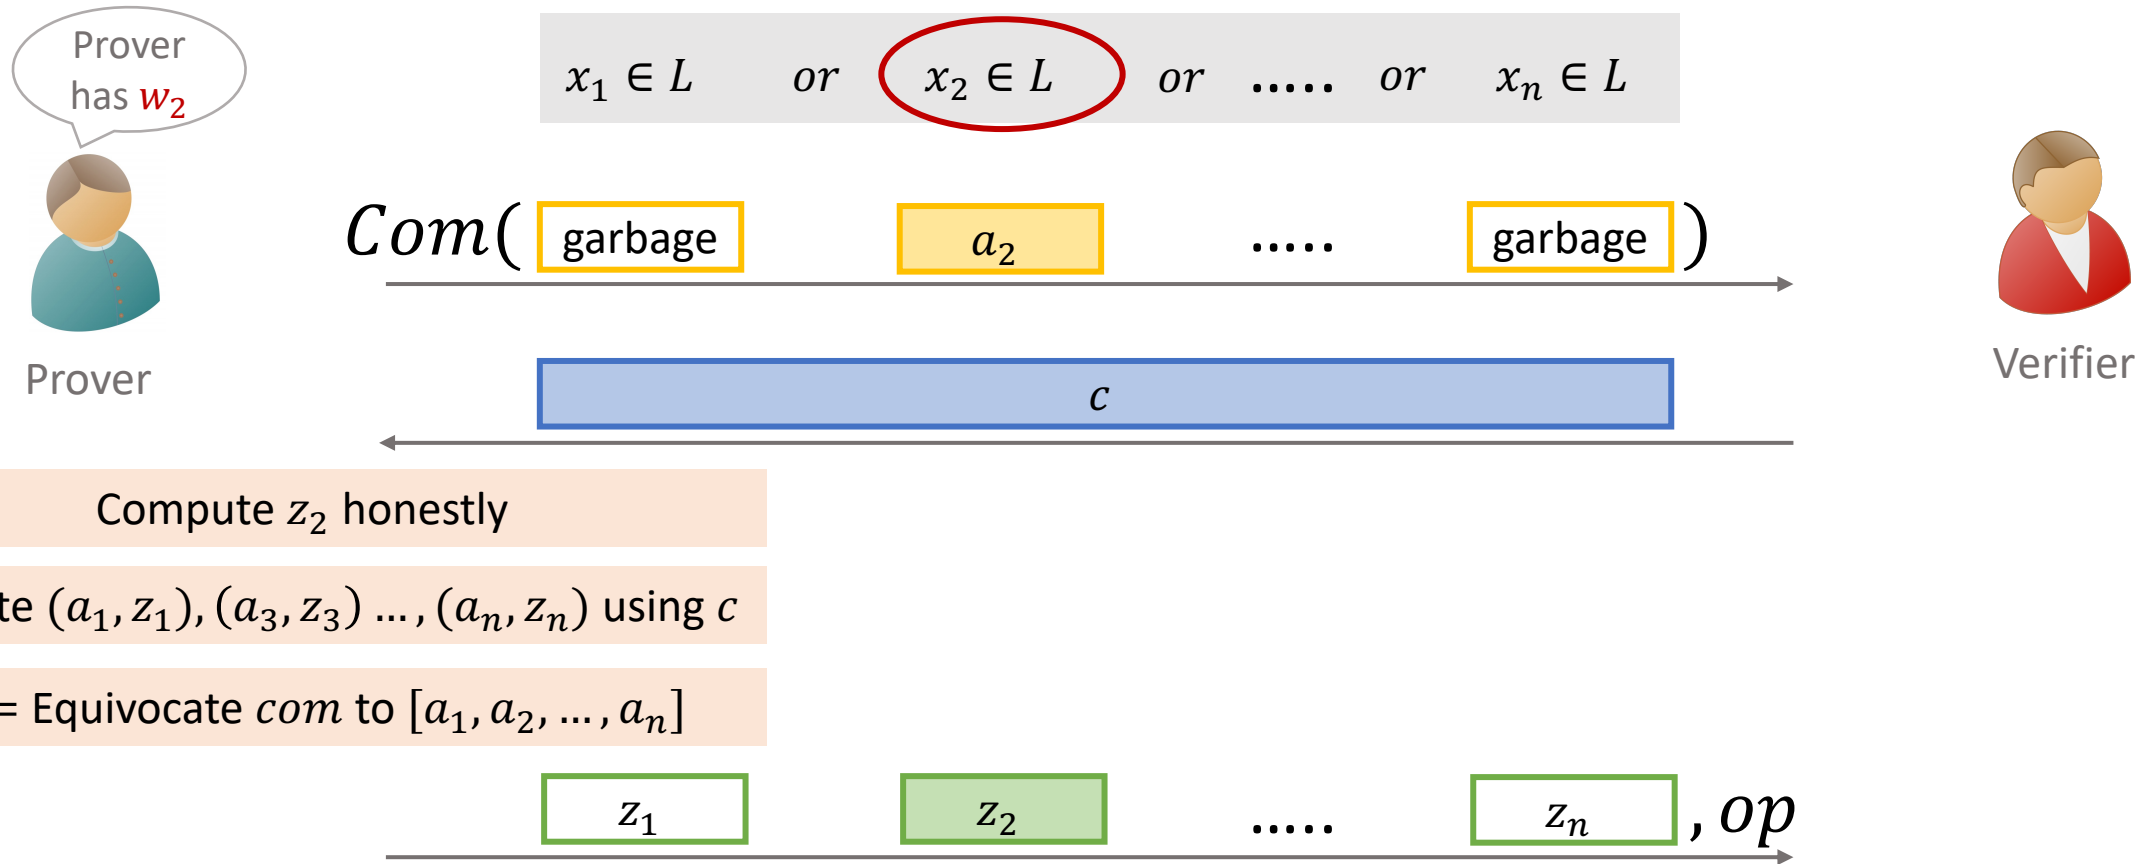 Prover
has w₂
x₁ ∈ L or x₂ ∈ L or ..... or xₙ ∈ L
Com( garbage a₂ ..... garbage )
Prover
Verifier
c
Compute z₂ honestly
(a₁, z₁), (a₃, z₃) …, (aₙ, zₙ) using c
= Equivocate com to [a₁, a₂, …, aₙ]
z₁ z₂ ..... zₙ , op